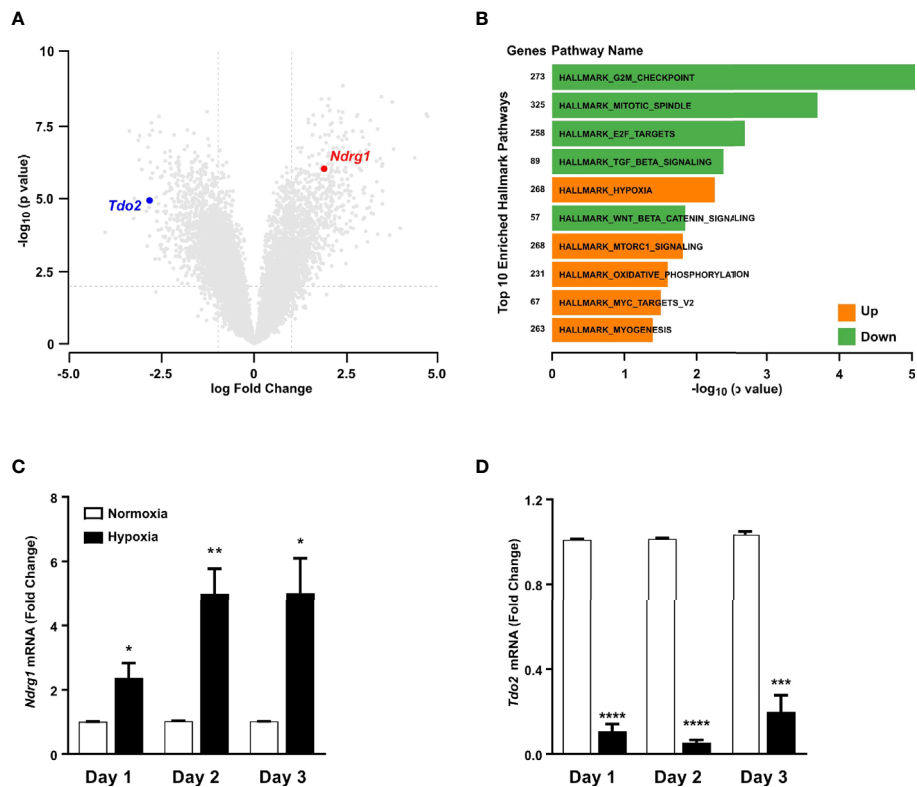 A
10
7.5
5.0
2.5
0
-log10 (p value)
Ndrg1
Tdo2
-5.0 -2.5 0 2.5 5.0
log Fold Change
B
Genes Pathway Name
Top 10 Enriched Hallmark Pathways
273 HALLMARK_G2M_CHECKPOINT
325 HALLMARK_MITOTIC_SPINDLE
258 HALLMARK_E2F_TARGETS
89 HALLMARK_TGF_BETA_SIGNALING
268 HALLMARK_HYPOXIA
57 HALLMARK_WNT_BETA_CATENIN_SIGNALING
268 HALLMARK_MTORC1_SIGNALING
231 HALLMARK_OXIDATIVE_PHOSPHORYLATION
67 HALLMARK_MYC_TARGETS_V2
263 HALLMARK_MYOGENESIS
Up
Down
0 1 2 3 4 5
-log10 (p value)
C
8
6
4
2
0
Ndrg1 mRNA (Fold Change)
Normoxia
Hypoxia
* ** *
Day 1 Day 2 Day 3
D
1.2
0.8
0.4
0.0
Tdo2 mRNA (Fold Change)
**** **** ***
Day 1 Day 2 Day 3